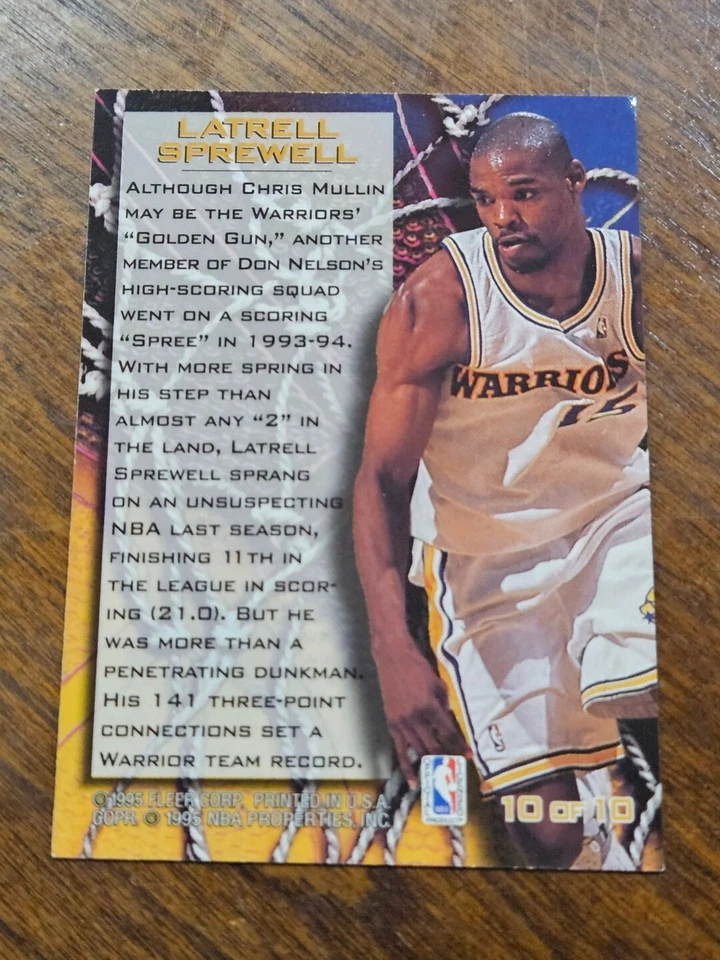 LATRELL
SPREWELL
ALTHOUGH CHRIS MULLIN
MAY BE THE WARRIORS'
"GOLDEN GUN," ANOTHER
MEMBER OF DON NELSON'S
HIGH-SCORING SQUAD
WENT ON A SCORING
"SPREE" IN 1993-94.
WITH MORE SPRING IN
HIS STEP THAN
ALMOST ANY "2" IN
THE LAND, LATRELL
SPREWELL SPRANG
ON AN UNSUSPECTING
NBA LAST SEASON,
FINISHING 11TH IN
THE LEAGUE IN SCOR-
ING (21.0). BUT HE
WAS MORE THAN A
PENETRATING DUNKMAN.
HIS 141 THREE-POINT
CONNECTIONS SET A
WARRIOR TEAM RECORD.
WARRIORS
15
© 1995 FLEER CORP. PRINTED IN U.S.A.
COPR. © 1995 NBA PROPERTIES, INC.
10 OF 10